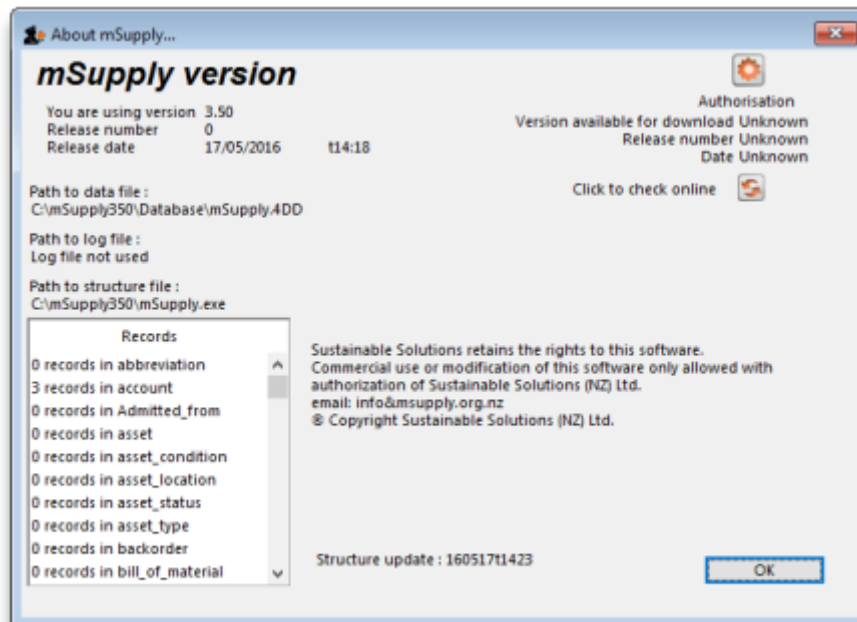 About mSupply...
mSupply version
You are using version 3.50
Release number 0
Release date 17/05/2016 t14:18
Authorisation
Version available for download Unknown
Release number Unknown
Date Unknown
Click to check online
Path to data file :
C:\mSupply350\Database\mSupply.4DD
Path to log file :
Log file not used
Path to structure file :
C:\mSupply350\mSupply.exe
Records
0 records in abbreviation
3 records in account
0 records in Admitted_from
0 records in asset
0 records in asset_condition
0 records in asset_location
0 records in asset_status
0 records in asset_type
0 records in backorder
0 records in bill_of_material
Sustainable Solutions retains the rights to this software.
Commercial use or modification of this software only allowed with
authorization of Sustainable Solutions (NZ) Ltd.
email: info&msupply.org.nz
® Copyright Sustainable Solutions (NZ) Ltd.
Structure update : 160517t1423
OK